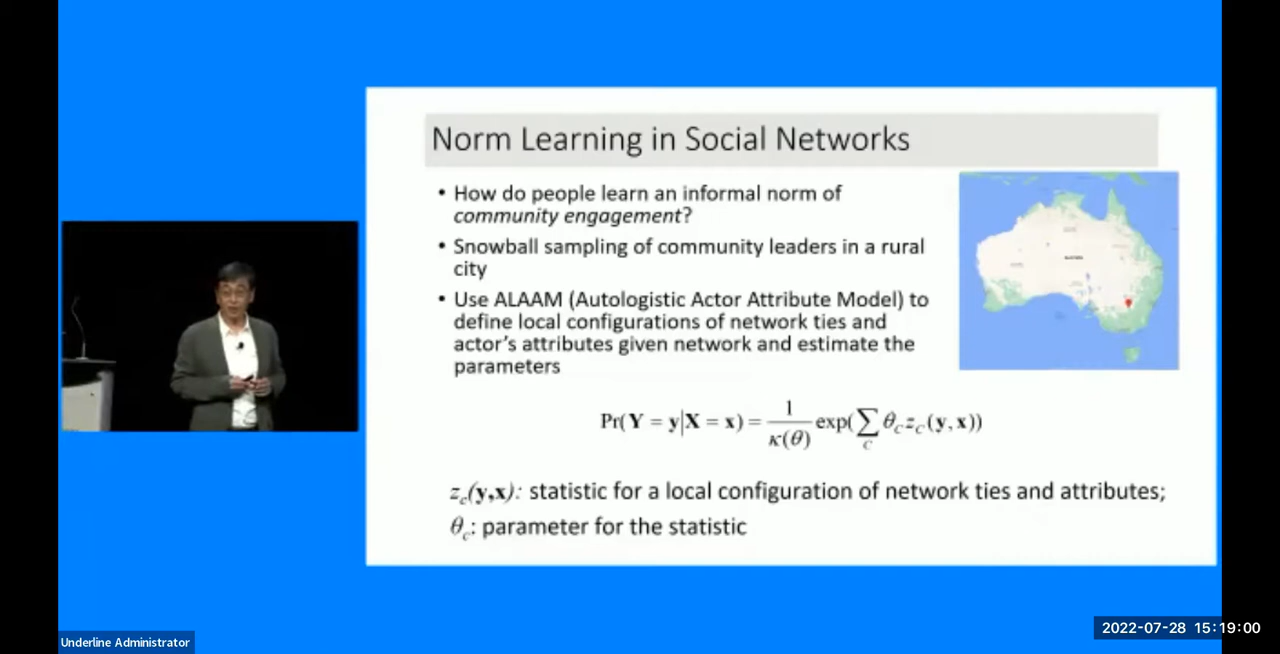 Norm Learning in Social Networks
• How do people learn an informal norm of
community engagement?
• Snowball sampling of community leaders in a rural
city
• Use ALAAM (Autologistic Actor Attribute Model) to
define local configurations of network ties and
actor's attributes given network and estimate the
parameters
Pr(Y = y|X = x) = 1/κ(θ) exp(∑_C θ_c z_c(y, x))
z_c(y,x): statistic for a local configuration of network ties and attributes;
θ_c: parameter for the statistic
Underline Administrator
2022-07-28 15:19:00